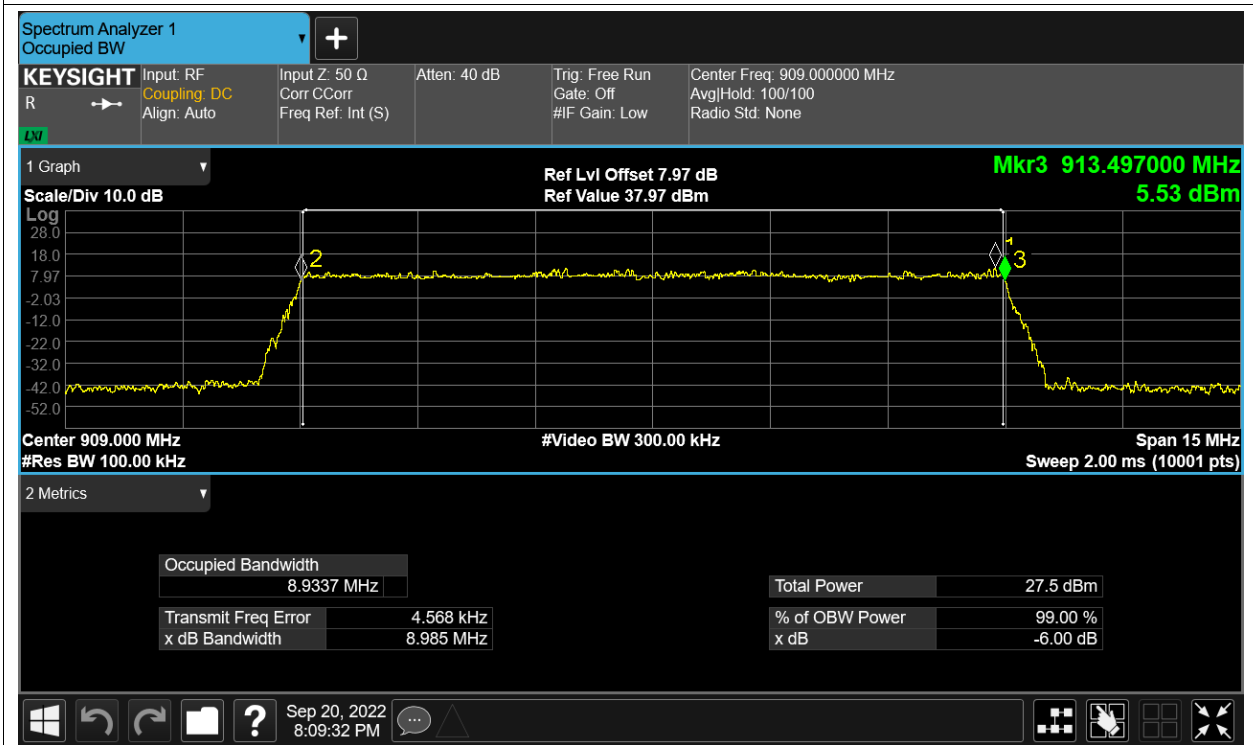 Spectrum Analyzer 1
Occupied BW
KEYSIGHT
R
LXI
Input: RF
Coupling: DC
Align: Auto
Input Z: 50 Ω
Corr CCorr
Freq Ref: Int (S)
Atten: 40 dB
Trig: Free Run
Gate: Off
#IF Gain: Low
Center Freq: 909.000000 MHz
Avg|Hold: 100/100
Radio Std: None
1 Graph
Scale/Div 10.0 dB
Ref Lvl Offset 7.97 dB
Ref Value 37.97 dBm
Mkr3 913.497000 MHz
5.53 dBm
Log
28.0
18.0
7.97
-2.03
-12.0
-22.0
-32.0
-42.0
-52.0
2
1
3
Center 909.000 MHz
#Video BW 300.00 kHz
Span 15 MHz
#Res BW 100.00 kHz
Sweep 2.00 ms (10001 pts)
2 Metrics
Occupied Bandwidth
8.9337 MHz
Total Power 27.5 dBm
Transmit Freq Error 4.568 kHz
% of OBW Power 99.00 %
x dB Bandwidth 8.985 MHz
x dB -6.00 dB
?
Sep 20, 2022
8:09:32 PM